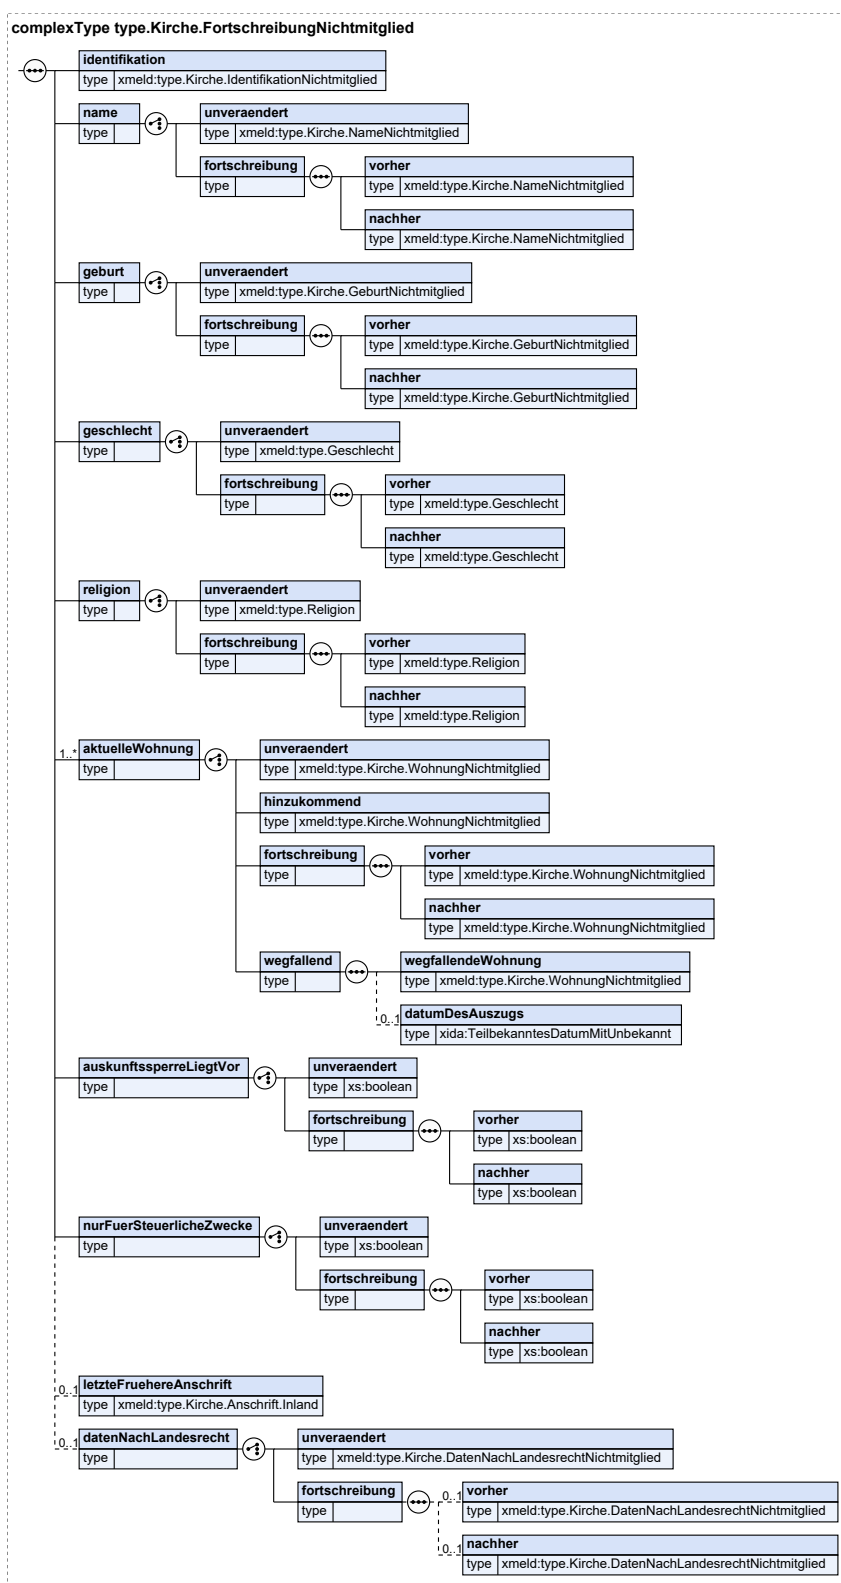 complexType type.Kirche.FortschreibungNichtmitglied
identifikation
type xmeld:type.Kirche.IdentifikationNichtmitglied
name
type
unveraendert
type xmeld:type.Kirche.NameNichtmitglied
fortschreibung
type
vorher
type xmeld:type.Kirche.NameNichtmitglied
nachher
type xmeld:type.Kirche.NameNichtmitglied
geburt
type
unveraendert
type xmeld:type.Kirche.GeburtNichtmitglied
fortschreibung
type
vorher
type xmeld:type.Kirche.GeburtNichtmitglied
nachher
type xmeld:type.Kirche.GeburtNichtmitglied
geschlecht
type
unveraendert
type xmeld:type.Geschlecht
fortschreibung
type
vorher
type xmeld:type.Geschlecht
nachher
type xmeld:type.Geschlecht
religion
type
unveraendert
type xmeld:type.Religion
fortschreibung
type
vorher
type xmeld:type.Religion
nachher
type xmeld:type.Religion
1..*
aktuelleWohnung
type
unveraendert
type xmeld:type.Kirche.WohnungNichtmitglied
hinzukommend
type xmeld:type.Kirche.WohnungNichtmitglied
fortschreibung
type
vorher
type xmeld:type.Kirche.WohnungNichtmitglied
nachher
type xmeld:type.Kirche.WohnungNichtmitglied
wegfallend
type
wegfallendeWohnung
type xmeld:type.Kirche.WohnungNichtmitglied
0..1
datumDesAuszugs
type xida:TeilbekanntesDatumMitUnbekannt
auskunftssperreLiegtVor
type
unveraendert
type xs:boolean
fortschreibung
type
vorher
type xs:boolean
nachher
type xs:boolean
nurFuerSteuerlicheZwecke
type
unveraendert
type xs:boolean
fortschreibung
type
vorher
type xs:boolean
nachher
type xs:boolean
0..1
letzteFruehereAnschrift
type xmeld:type.Kirche.Anschrift.Inland
0..1
datenNachLandesrecht
type
unveraendert
type xmeld:type.Kirche.DatenNachLandesrechtNichtmitglied
fortschreibung
type
0..1
vorher
type xmeld:type.Kirche.DatenNachLandesrechtNichtmitglied
0..1
nachher
type xmeld:type.Kirche.DatenNachLandesrechtNichtmitglied